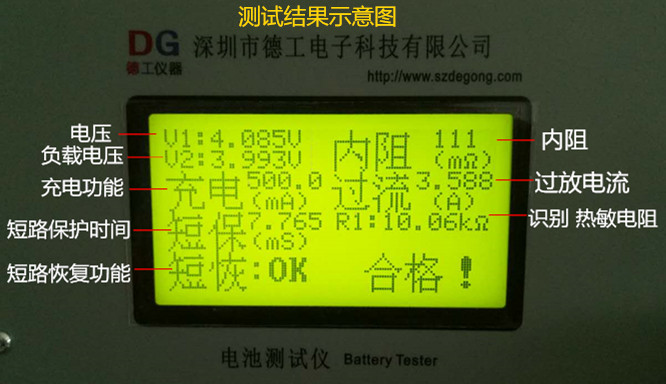 测试结果示意图
DG 深圳市德工电子科技有限公司
德工仪器
http://www.szdegong.com
电压
负载电压
充电功能
短路保护时间
短路恢复功能
V1:4.085V
V2:3.993V
内阻 111 (mΩ)
充电 500.0 (mA)
过流 3.588 (A)
短保 7.765 (mS)
R1:10.06kΩ
短恢:OK
合格!
内阻
过放电流
识别 热敏电阻
电池测试仪 Battery Tester